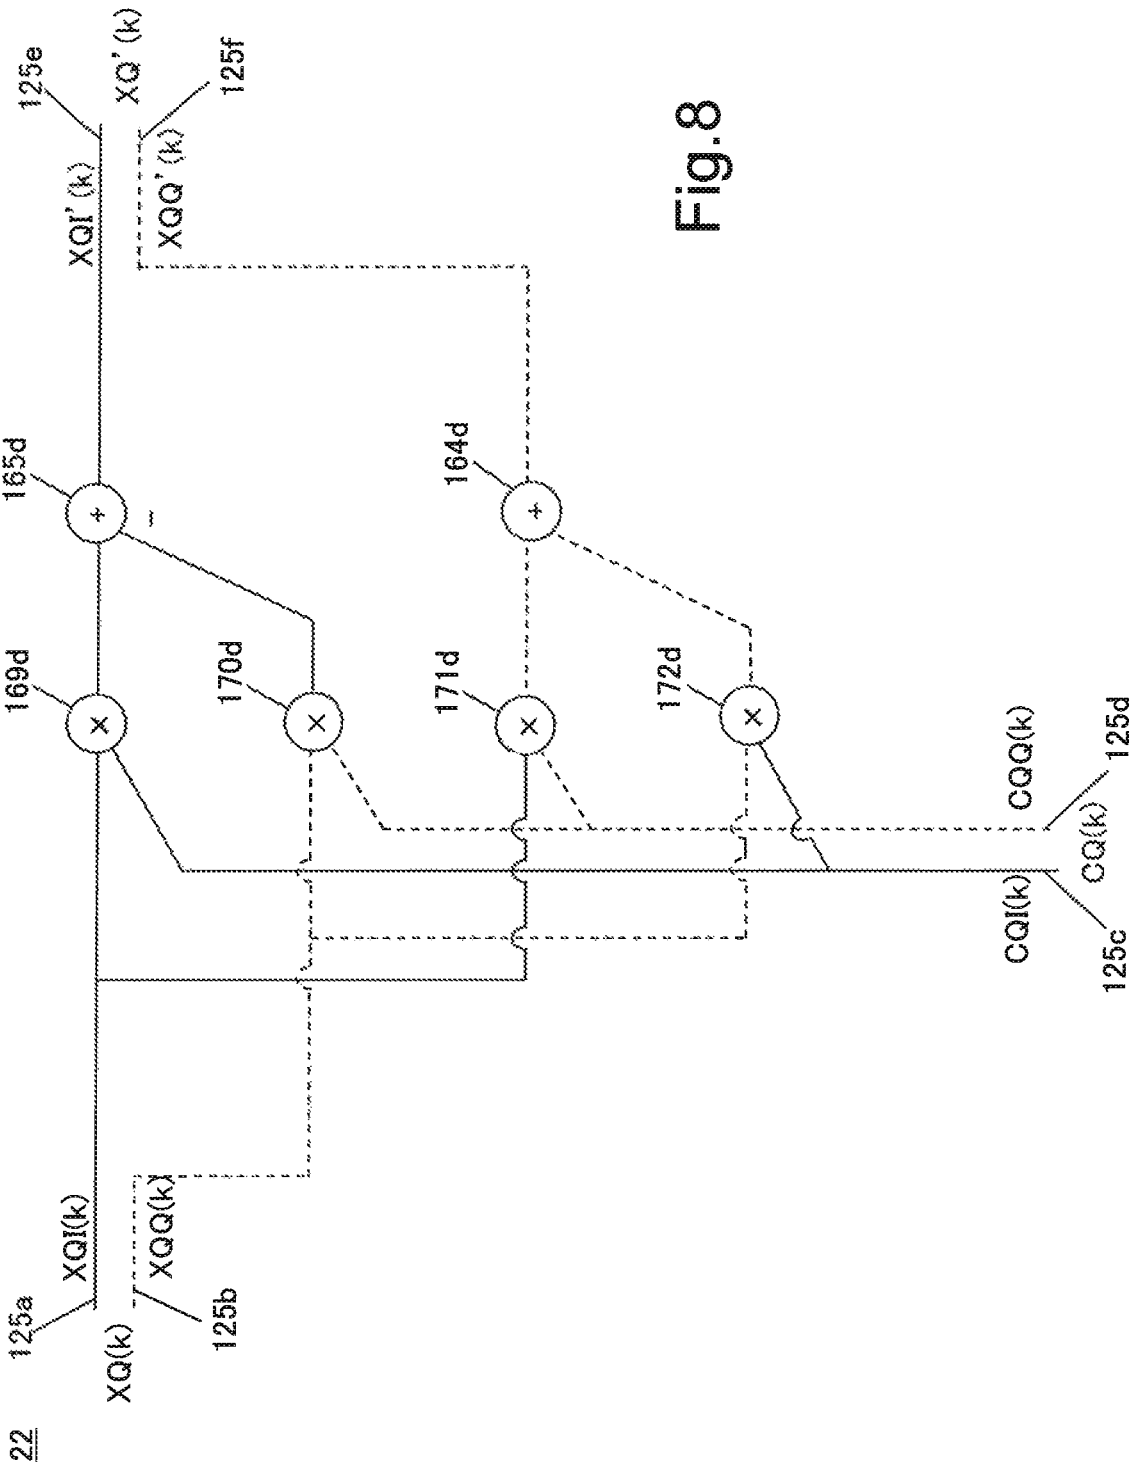 22
125a
XQI(k)
XQ(k)
XQQ(k)
125b
169d
×
165d
+
−
XQI'(k)
125e
XQ'(k)
XQQ'(k)
125f
170d
×
171d
×
164d
+
172d
×
CQI(k)
125c
CQ(k)
CQQ(k)
125d
Fig.8